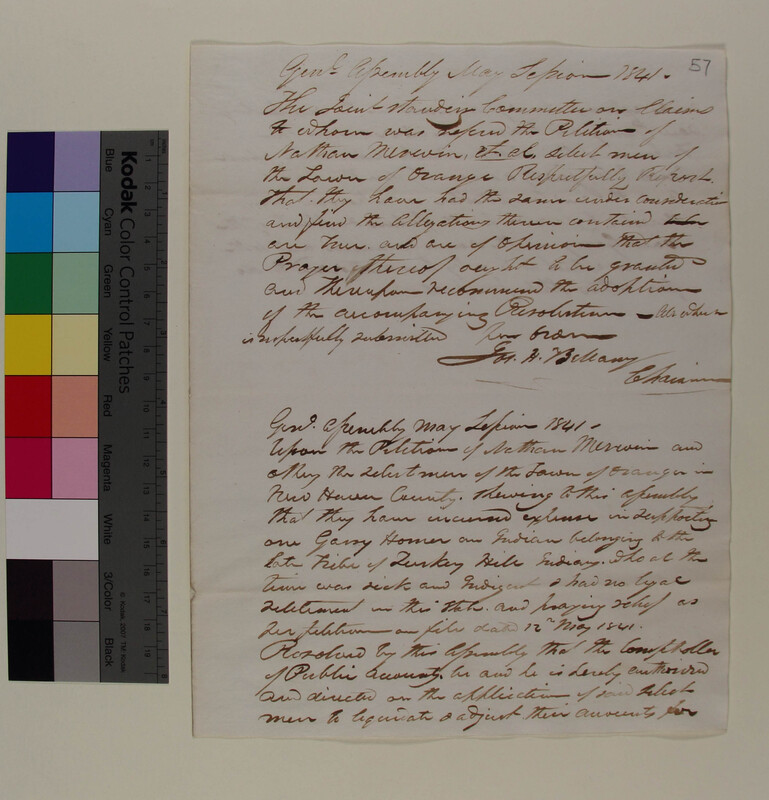 57
Genl. Assembly May Session 1841.
The Joint standing Committee on Claims
to whom was refered the Petition of
Nathan Merwin, et al, select men of
the Town of Orange Respectfully Report
that they have had the same under consideration
and find the allegations therein contained
are true. and are of opinion that the
Prayer thereof ought to be granted
and thereupon recommend the adoption
of the accompanying Resolution - All which
is respectfully submitted Per Order
Jos. H. Bellamy
Chairman
Genl. Assembly May Session 1841.
Upon the Petition of Nathan Merwin and
others the select men of the Town of Orange in
New Haven County. shewing to this Assembly
that they have incurred expense in supporting
one Garry Homer an Indian belonging to the
late tribe of Turkey Hill Indians. who at the
time was sick and Indigent & had no legal
settlement in this State. and praying relief as
per petition on file dated 12th May 1841.
Resolved by this Assembly that the Comptroller
of Public Accounts be and he is hereby authorized
and directed on the application of said select
men to liquidate & adjust their accounts for
Kodak Color Control Patches
Blue
Cyan
Green
Yellow
Red
Magenta
White
3/Color
Black
© Kodak, 2007 TM: Kodak